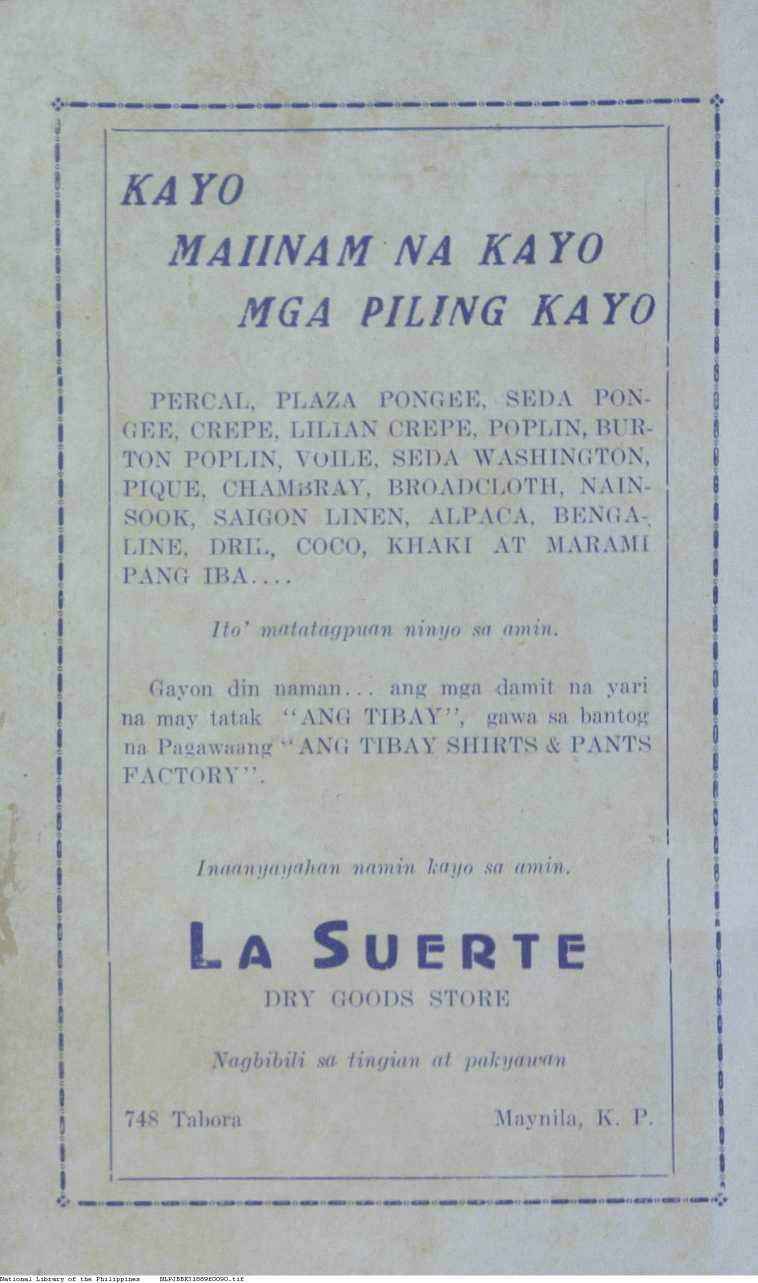 KAYO
MAIINAM NA KAYO
MGA PILING KAYO
PERCAL, PLAZA PONGEE, SEDA PON-
GEE, CREPE, LILIAN CREPE, POPLIN, BUR-
TON POPLIN, VOILE, SEDA WASHINGTON,
PIQUE, CHAMBRAY, BROADCLOTH, NAIN-
SOOK, SAIGON LINEN, ALPACA, BENGA-
LINE, DRIL, COCO, KHAKI AT MARAMI
PANG IBA....
Ito' matatagpuan ninyo sa amin.
Gayon din naman... ang mga damit na yari
na may tatak "ANG TIBAY", gawa sa bantog
na Pagawaang "ANG TIBAY SHIRTS & PANTS
FACTORY".
Inaanyayahan namin kayo sa amin.
LA SUERTE
DRY GOODS STORE
Nagbibili sa tingian at pakyawan
748 Tabora Maynila, K. P.
National Library of the Philippines NLPJBBK31889f0090.tif